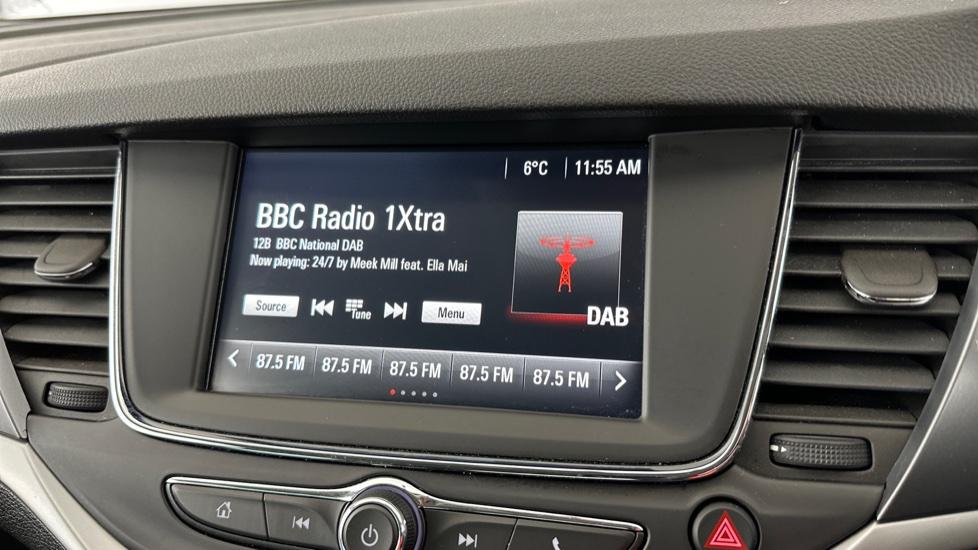 6°C 11:55 AM
BBC Radio 1Xtra
12B BBC National DAB
Now playing: 24/7 by Meek Mill feat. Ella Mai
Source Tune Menu
DAB
87.5 FM 87.5 FM 87.5 FM 87.5 FM 87.5 FM